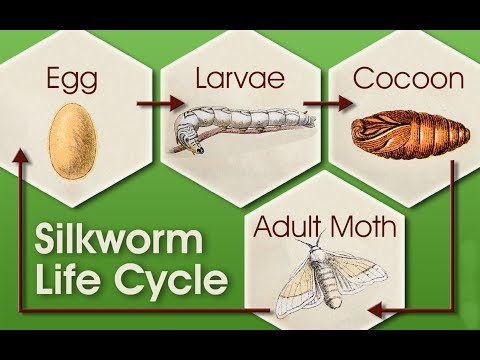 Egg
Larvae
Cocoon
Adult Moth
Silkworm
Life Cycle